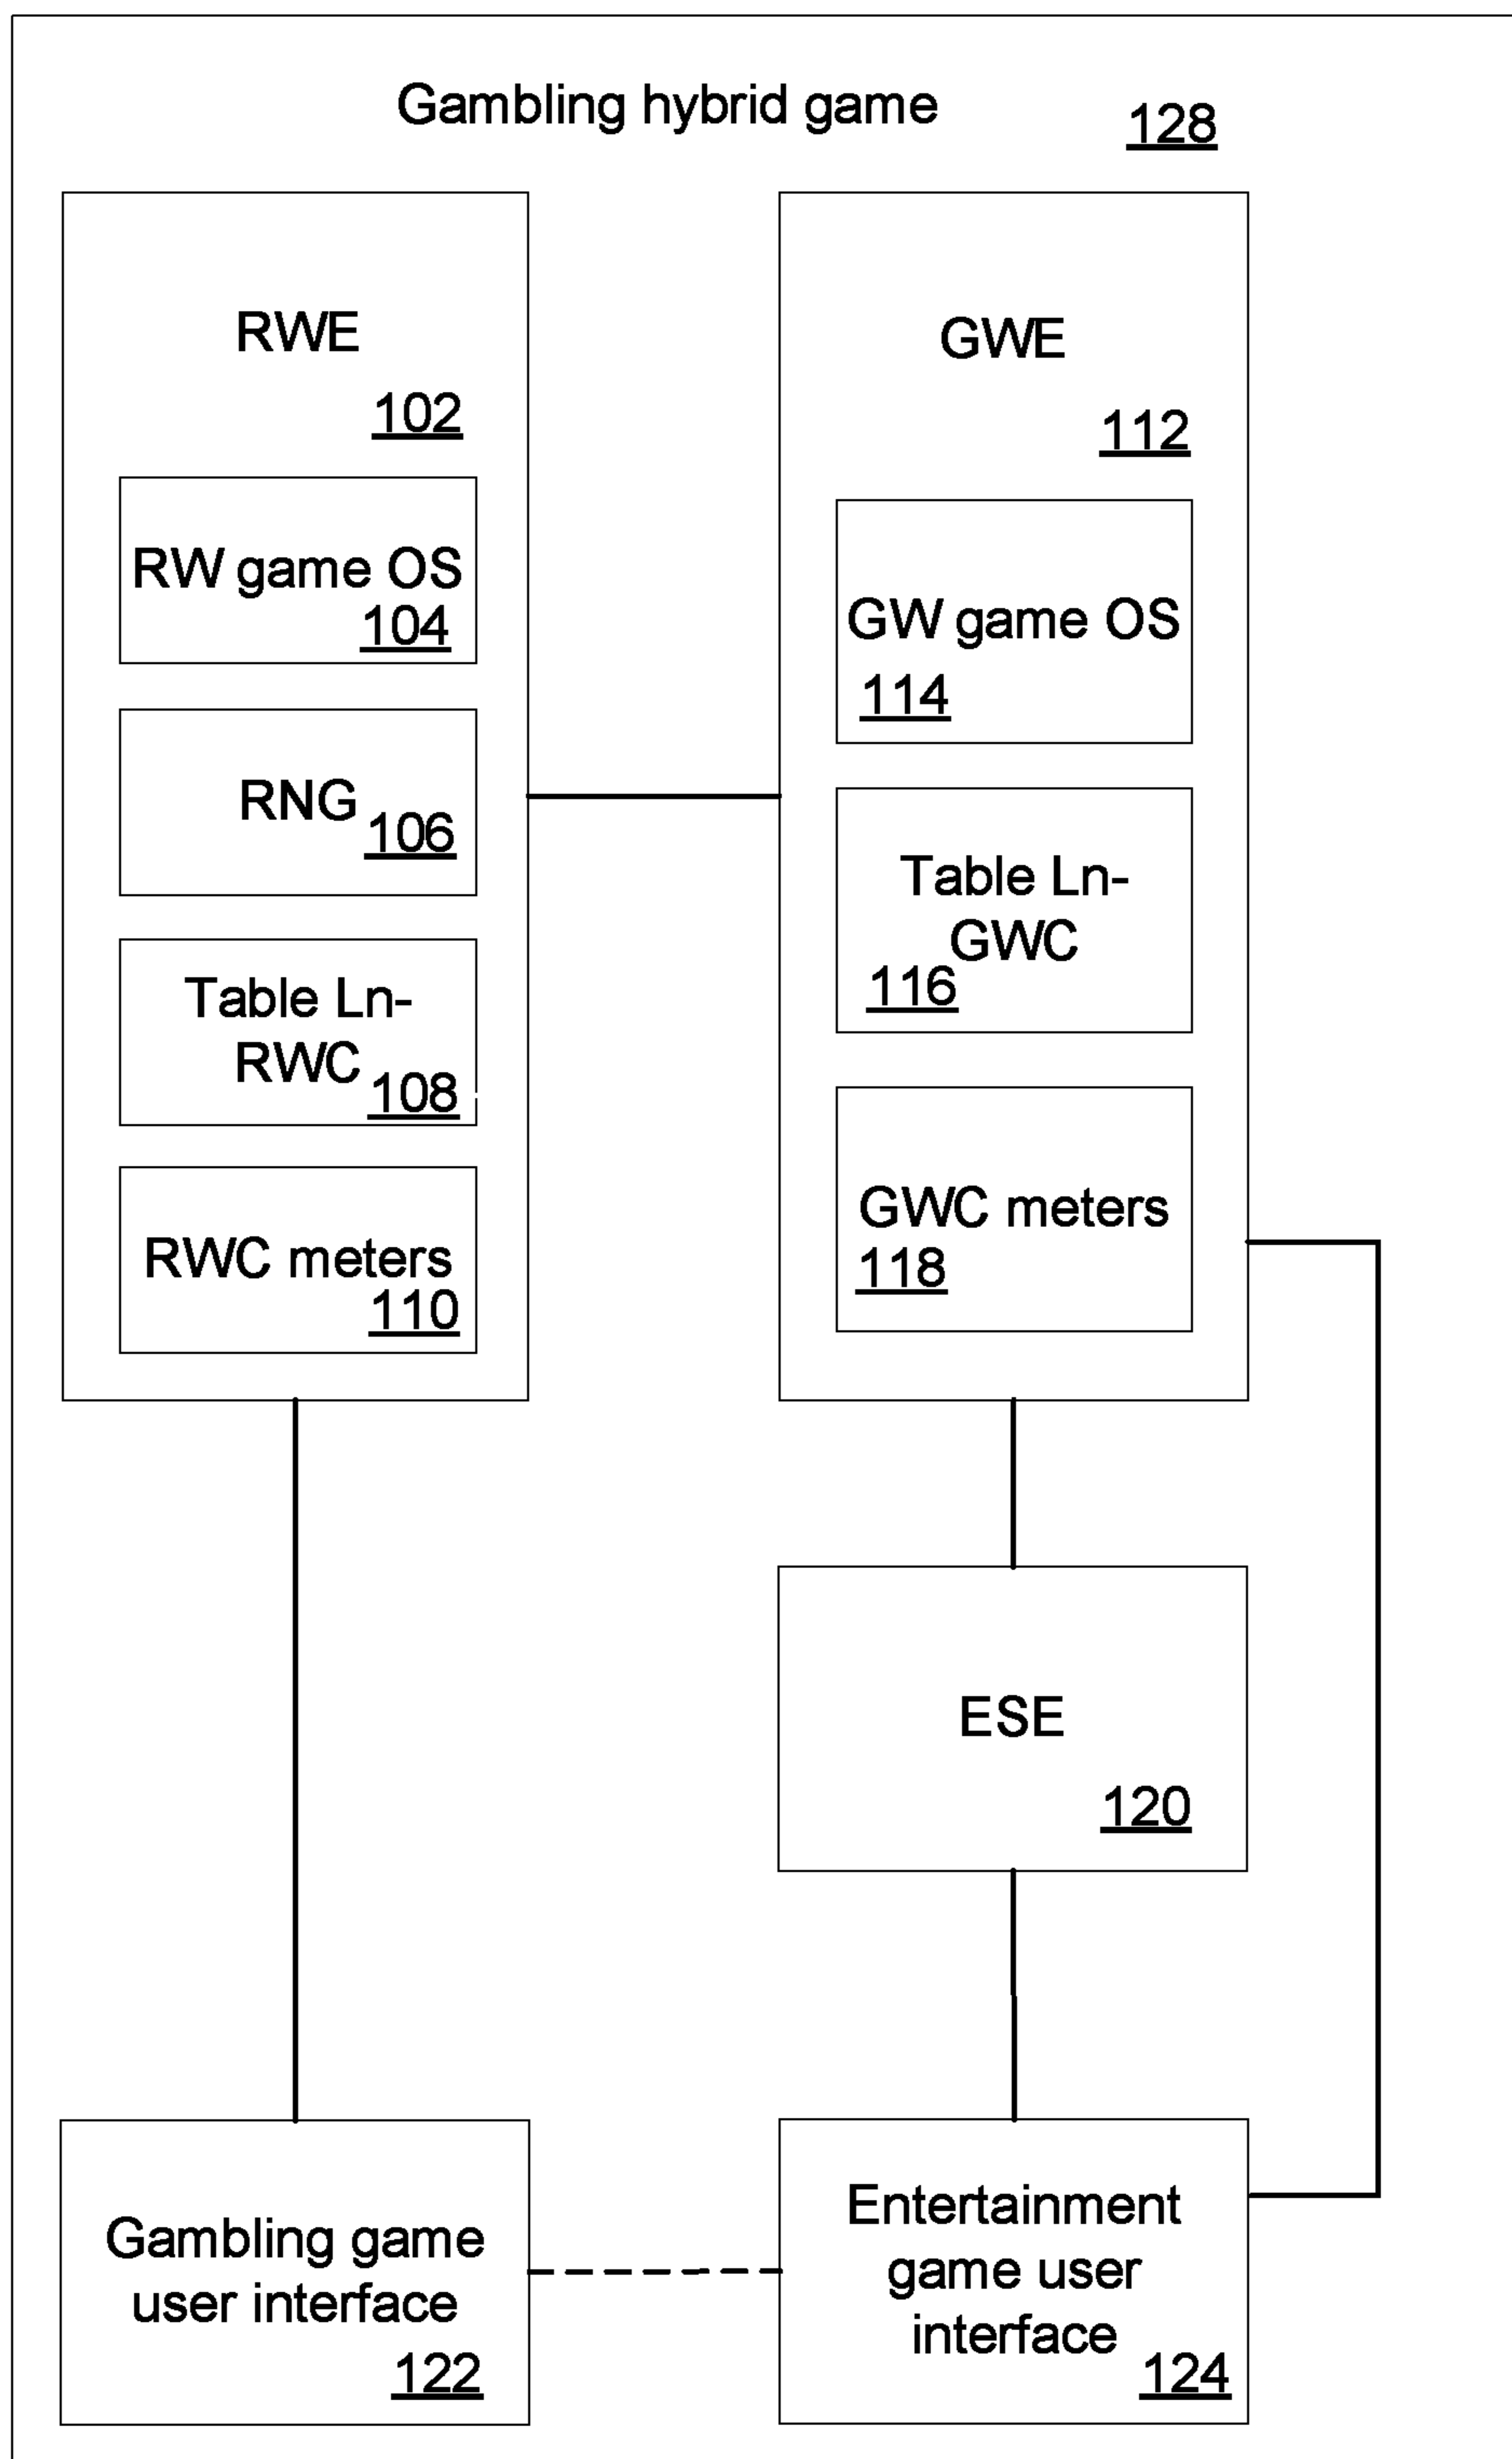 Gambling hybrid game
128
RWE
102
RW game OS
104
RNG
106
Table Ln-
RWC
108
RWC meters
110
GWE
112
GW game OS
114
Table Ln-
GWC
116
GWC meters
118
ESE
120
Gambling game
user interface
122
Entertainment
game user
interface
124